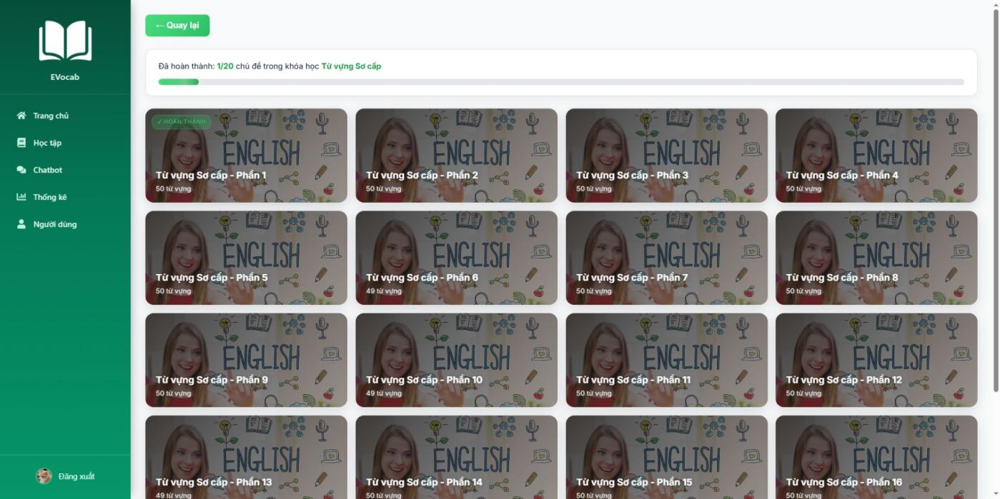 EVocab
Trang chủ
Học tập
Chatbot
Thống kê
Người dùng
Đăng xuất
← Quay lại
Đã hoàn thành: 1/20 chủ đề trong khóa học Từ vựng Sơ cấp
✓ HOÀN THÀNH
ENGLISH
Từ vựng Sơ cấp - Phần 1
50 từ vựng
ENGLISH
Từ vựng Sơ cấp - Phần 2
50 từ vựng
ENGLISH
Từ vựng Sơ cấp - Phần 3
50 từ vựng
ENGLISH
Từ vựng Sơ cấp - Phần 4
50 từ vựng
ENGLISH
Từ vựng Sơ cấp - Phần 5
50 từ vựng
ENGLISH
Từ vựng Sơ cấp - Phần 6
49 từ vựng
ENGLISH
Từ vựng Sơ cấp - Phần 7
50 từ vựng
ENGLISH
Từ vựng Sơ cấp - Phần 8
50 từ vựng
ENGLISH
Từ vựng Sơ cấp - Phần 9
50 từ vựng
ENGLISH
Từ vựng Sơ cấp - Phần 10
49 từ vựng
ENGLISH
Từ vựng Sơ cấp - Phần 11
50 từ vựng
ENGLISH
Từ vựng Sơ cấp - Phần 12
50 từ vựng
ENGLISH
Từ vựng Sơ cấp - Phần 13
49 từ vựng
ENGLISH
Từ vựng Sơ cấp - Phần 14
50 từ vựng
ENGLISH
Từ vựng Sơ cấp - Phần 15
50 từ vựng
ENGLISH
Từ vựng Sơ cấp - Phần 16
50 từ vựng